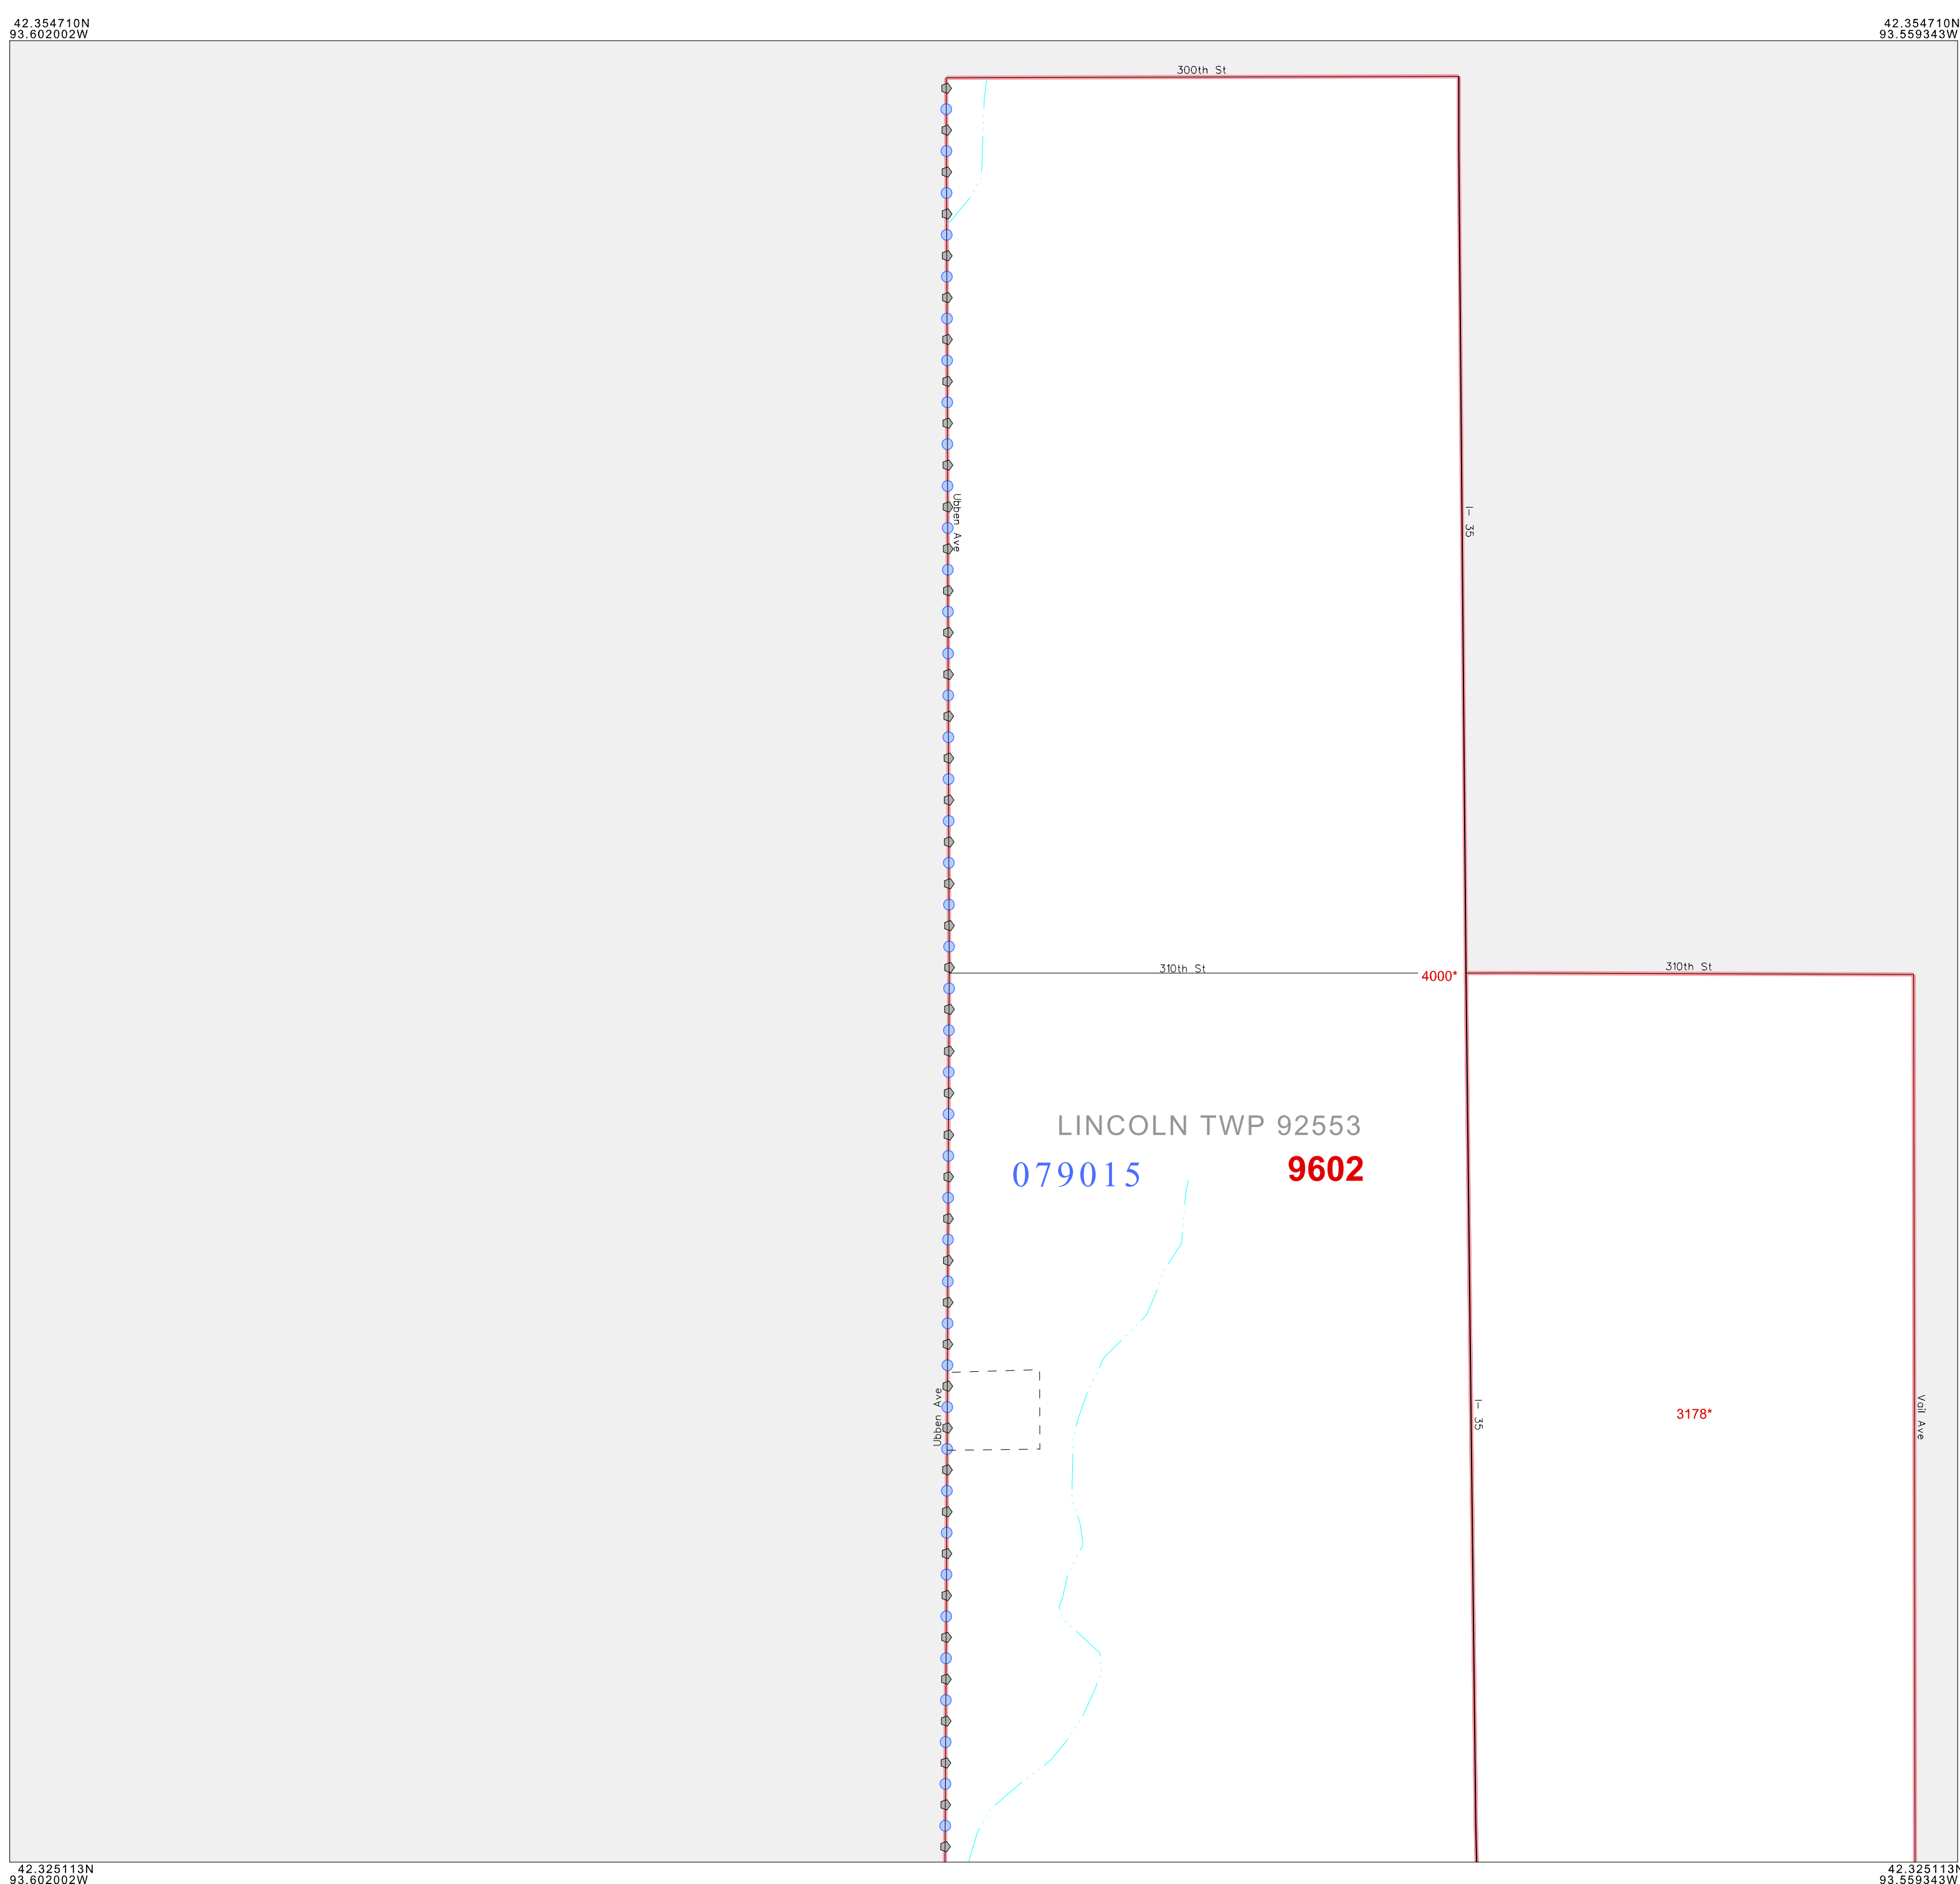 42.354710N
93.602002W
42.354710N
93.559343W
300th St
Ubben Ave
I- 35
310th St
4000*
310th St
LINCOLN TWP 92553
079015
9602
Ubben Ave
I- 35
3178*
Vail Ave
42.325113N
93.602002W
42.325113N
93.559343W